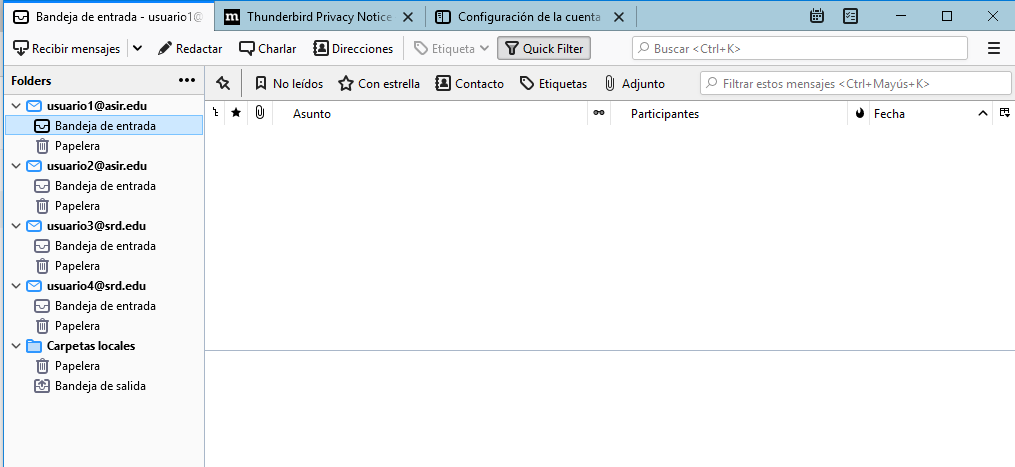 Bandeja de entrada - usuario1@
Thunderbird Privacy Notice
Configuración de la cuenta
Recibir mensajes
Redactar
Charlar
Direcciones
Etiqueta
Quick Filter
Buscar <Ctrl+K>
Folders
No leídos
Con estrella
Contacto
Etiquetas
Adjunto
Filtrar estos mensajes <Ctrl+Mayús+K>
Asunto
Participantes
Fecha
usuario1@asir.edu
Bandeja de entrada
Papelera
usuario2@asir.edu
Bandeja de entrada
Papelera
usuario3@srd.edu
Bandeja de entrada
Papelera
usuario4@srd.edu
Bandeja de entrada
Papelera
Carpetas locales
Papelera
Bandeja de salida